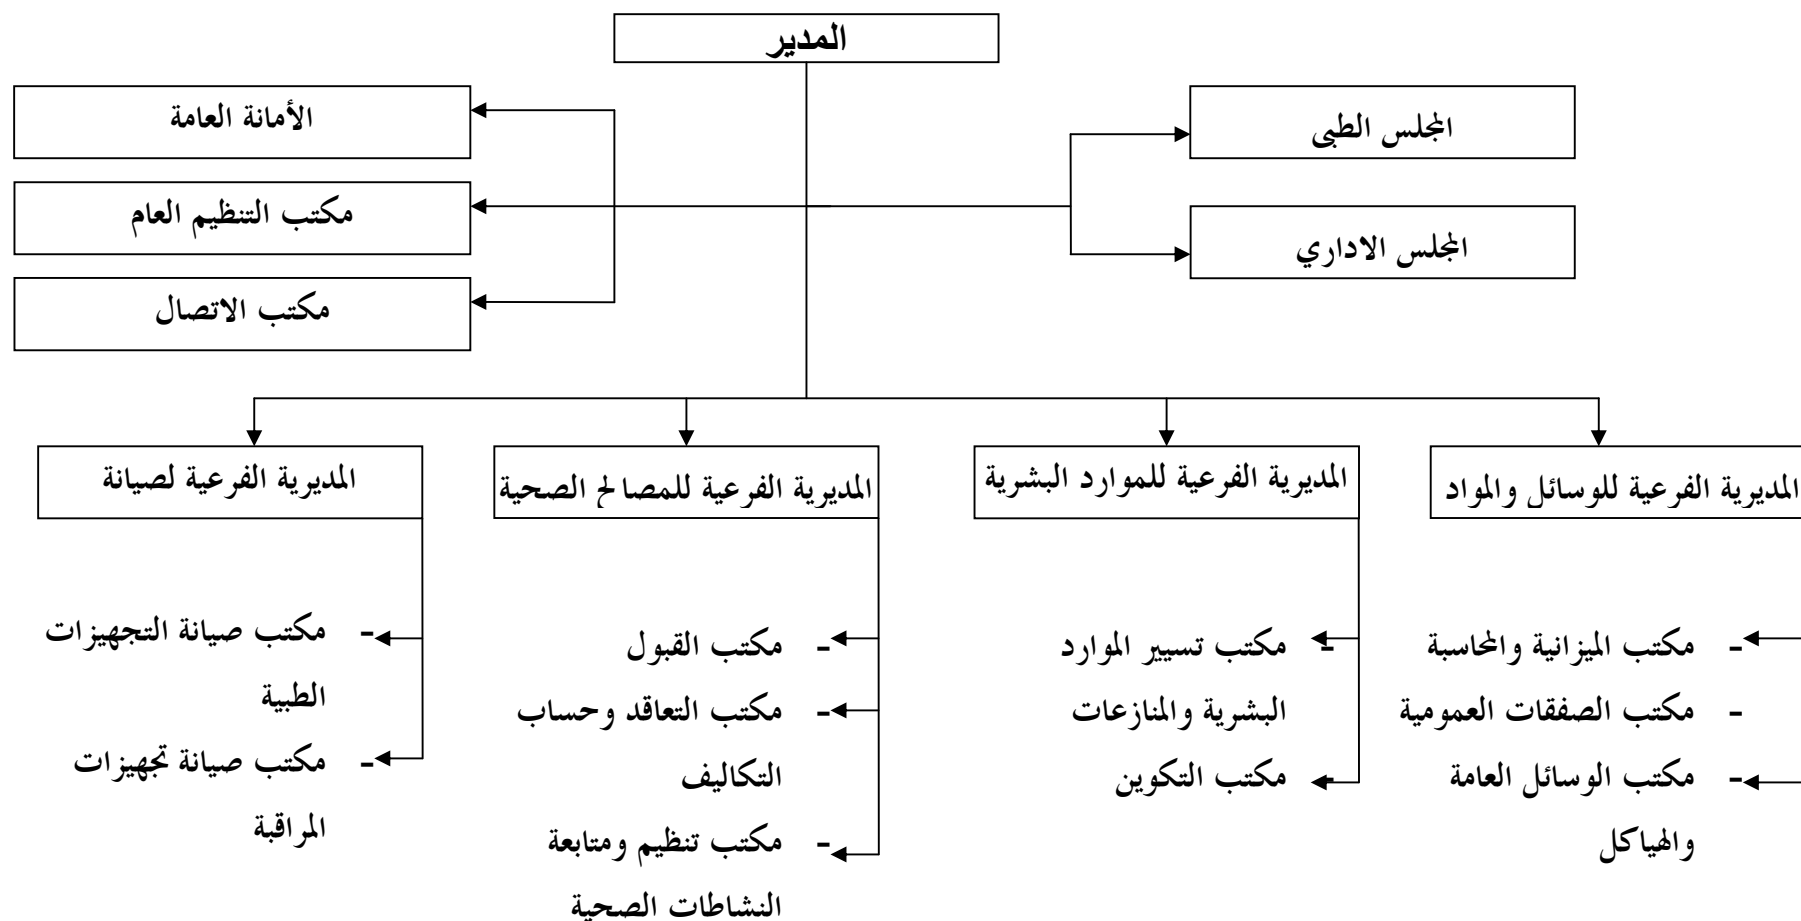 المدير
المجلس الطبي
الأمانة العامة
مكتب التنظيم العام
المجلس الاداري
مكتب الاتصال
المديرية الفرعية للوسائل والمواد
المديرية الفرعية للموارد البشرية
المديرية الفرعية للمصالح الصحية
المديرية الفرعية لصيانة
- مكتب الميزانية والمحاسبة
- مكتب الصفقات العمومية
- مكتب الوسائل العامة
والهياكل
- مكتب تسيير الموارد
البشرية والمنازعات
- مكتب التكوين
- مكتب القبول
- مكتب التعاقد وحساب
التكاليف
- مكتب تنظيم ومتابعة
النشاطات الصحية
- مكتب صيانة التجهيزات
الطبية
- مكتب صيانة تجهيزات
المراقبة